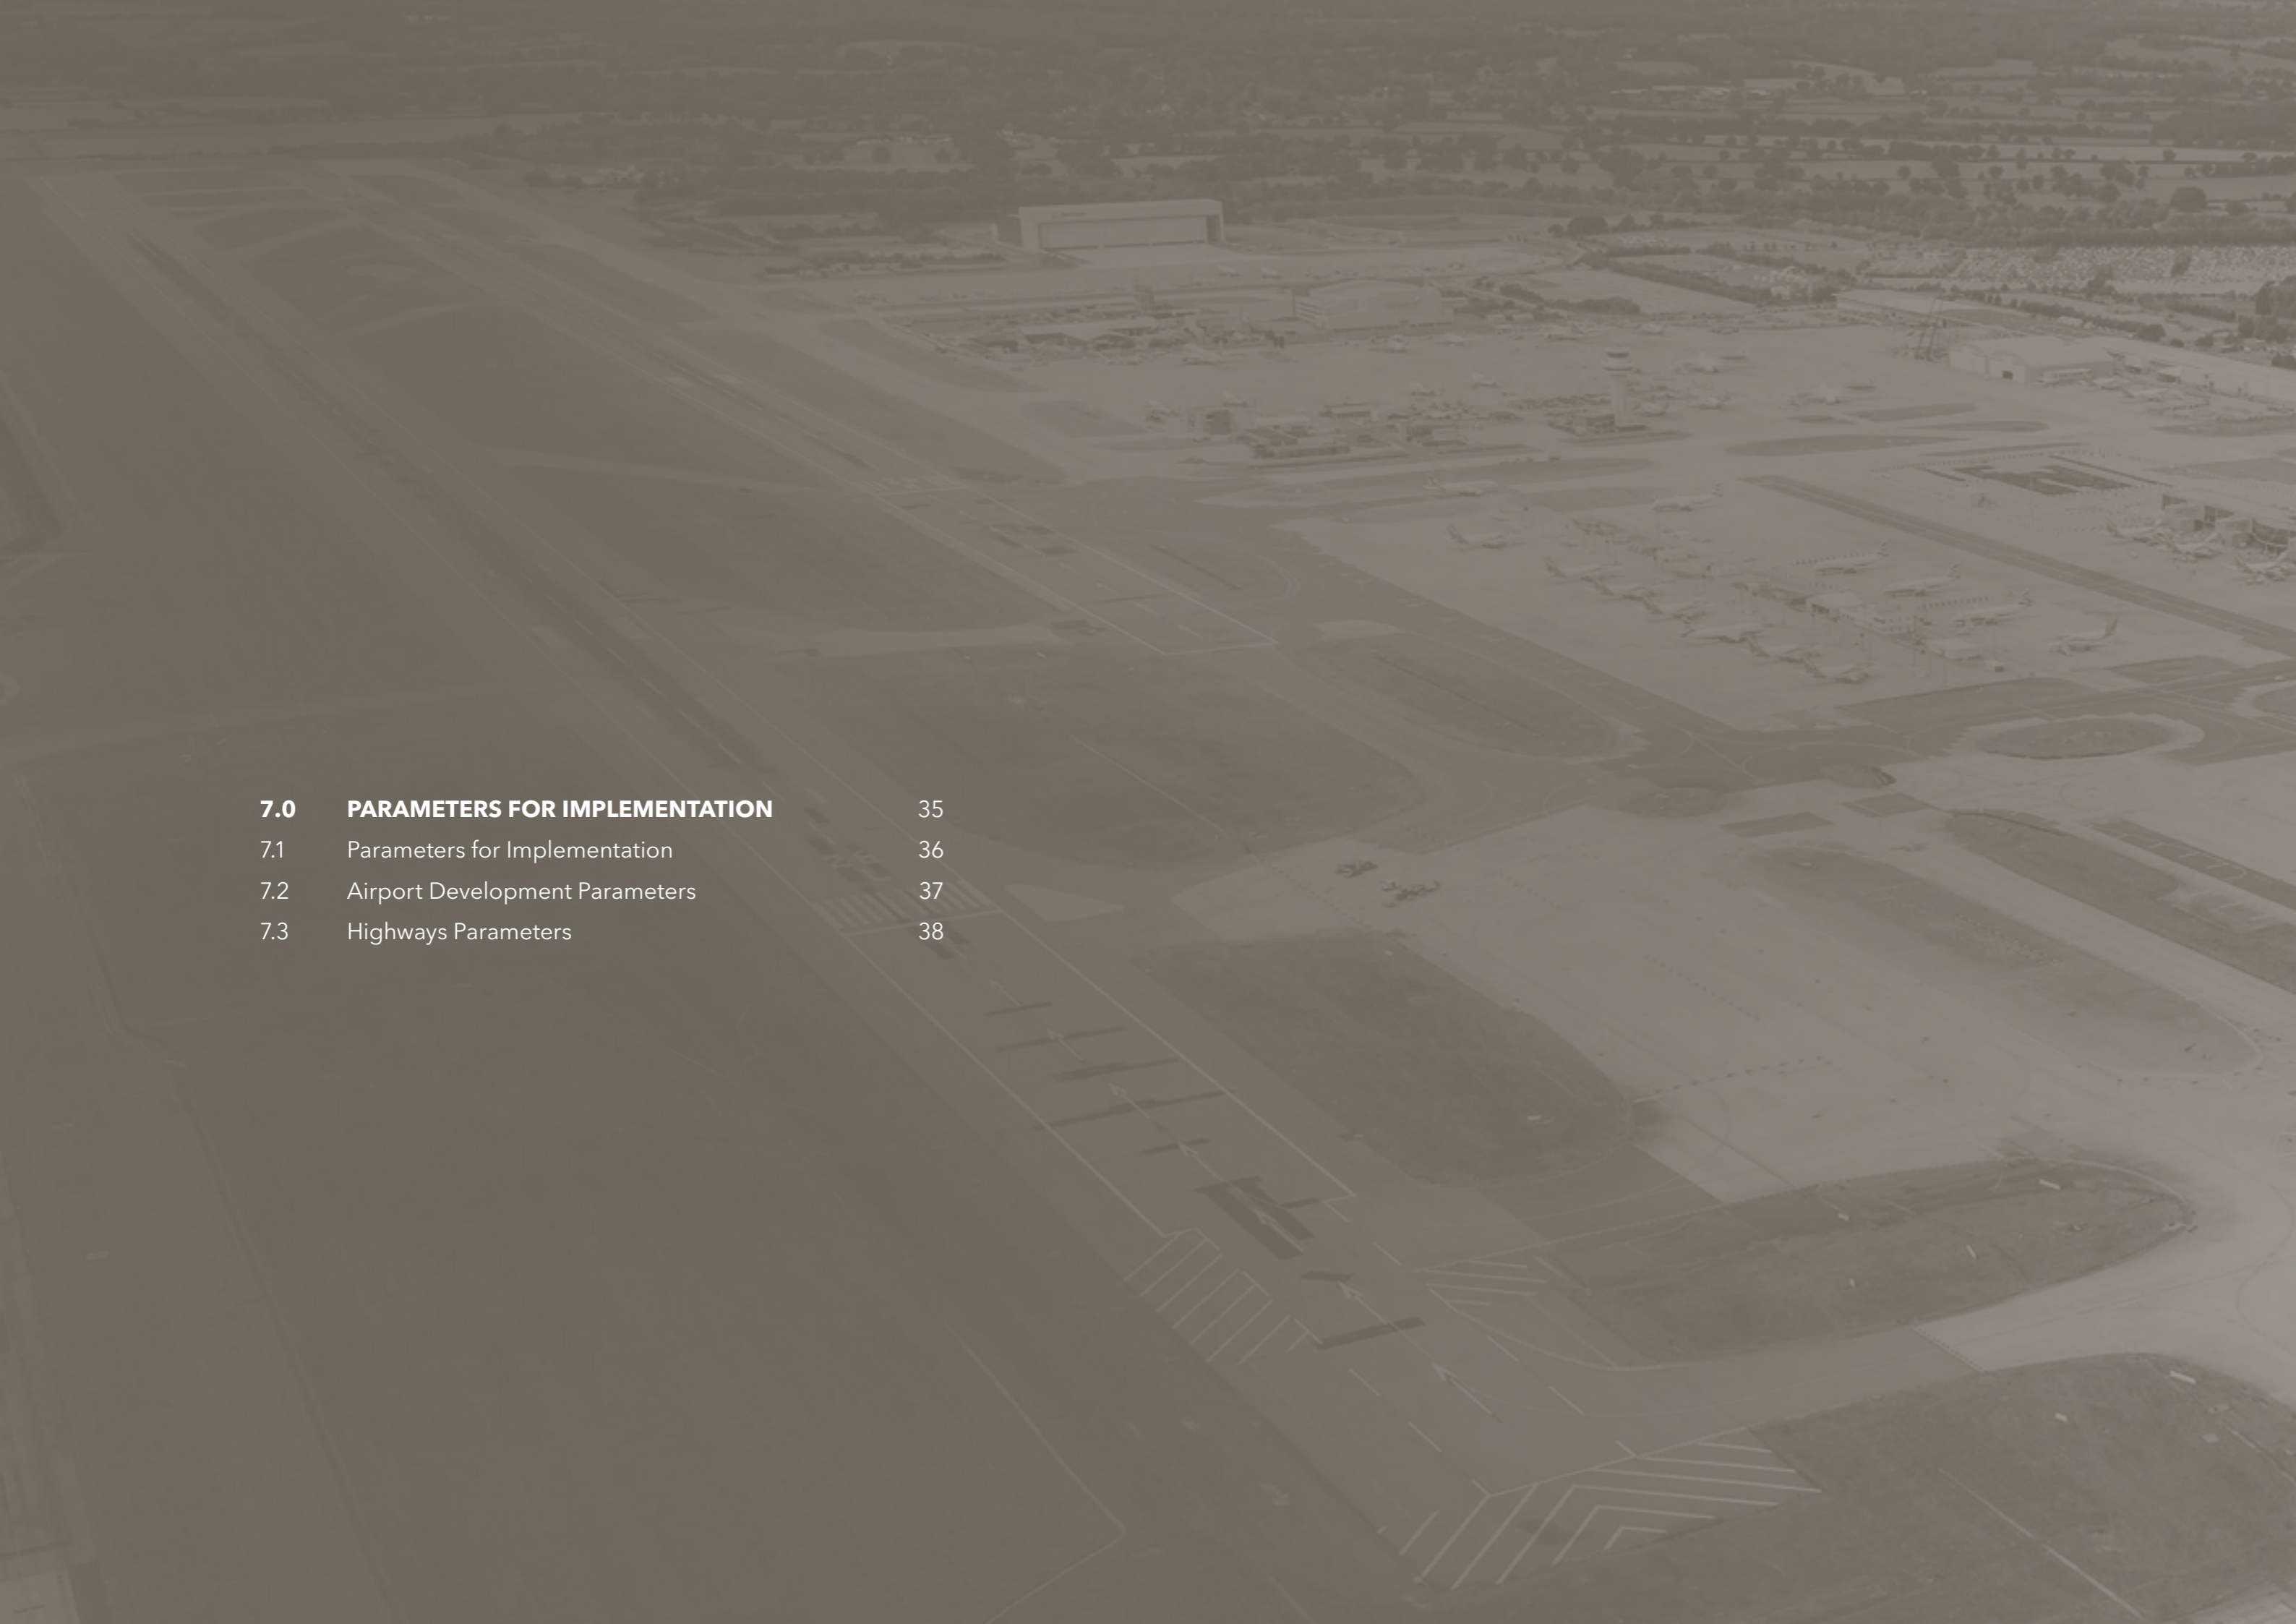 7.0 PARAMETERS FOR IMPLEMENTATION 35
7.1 Parameters for Implementation 36
7.2 Airport Development Parameters 37
7.3 Highways Parameters 38